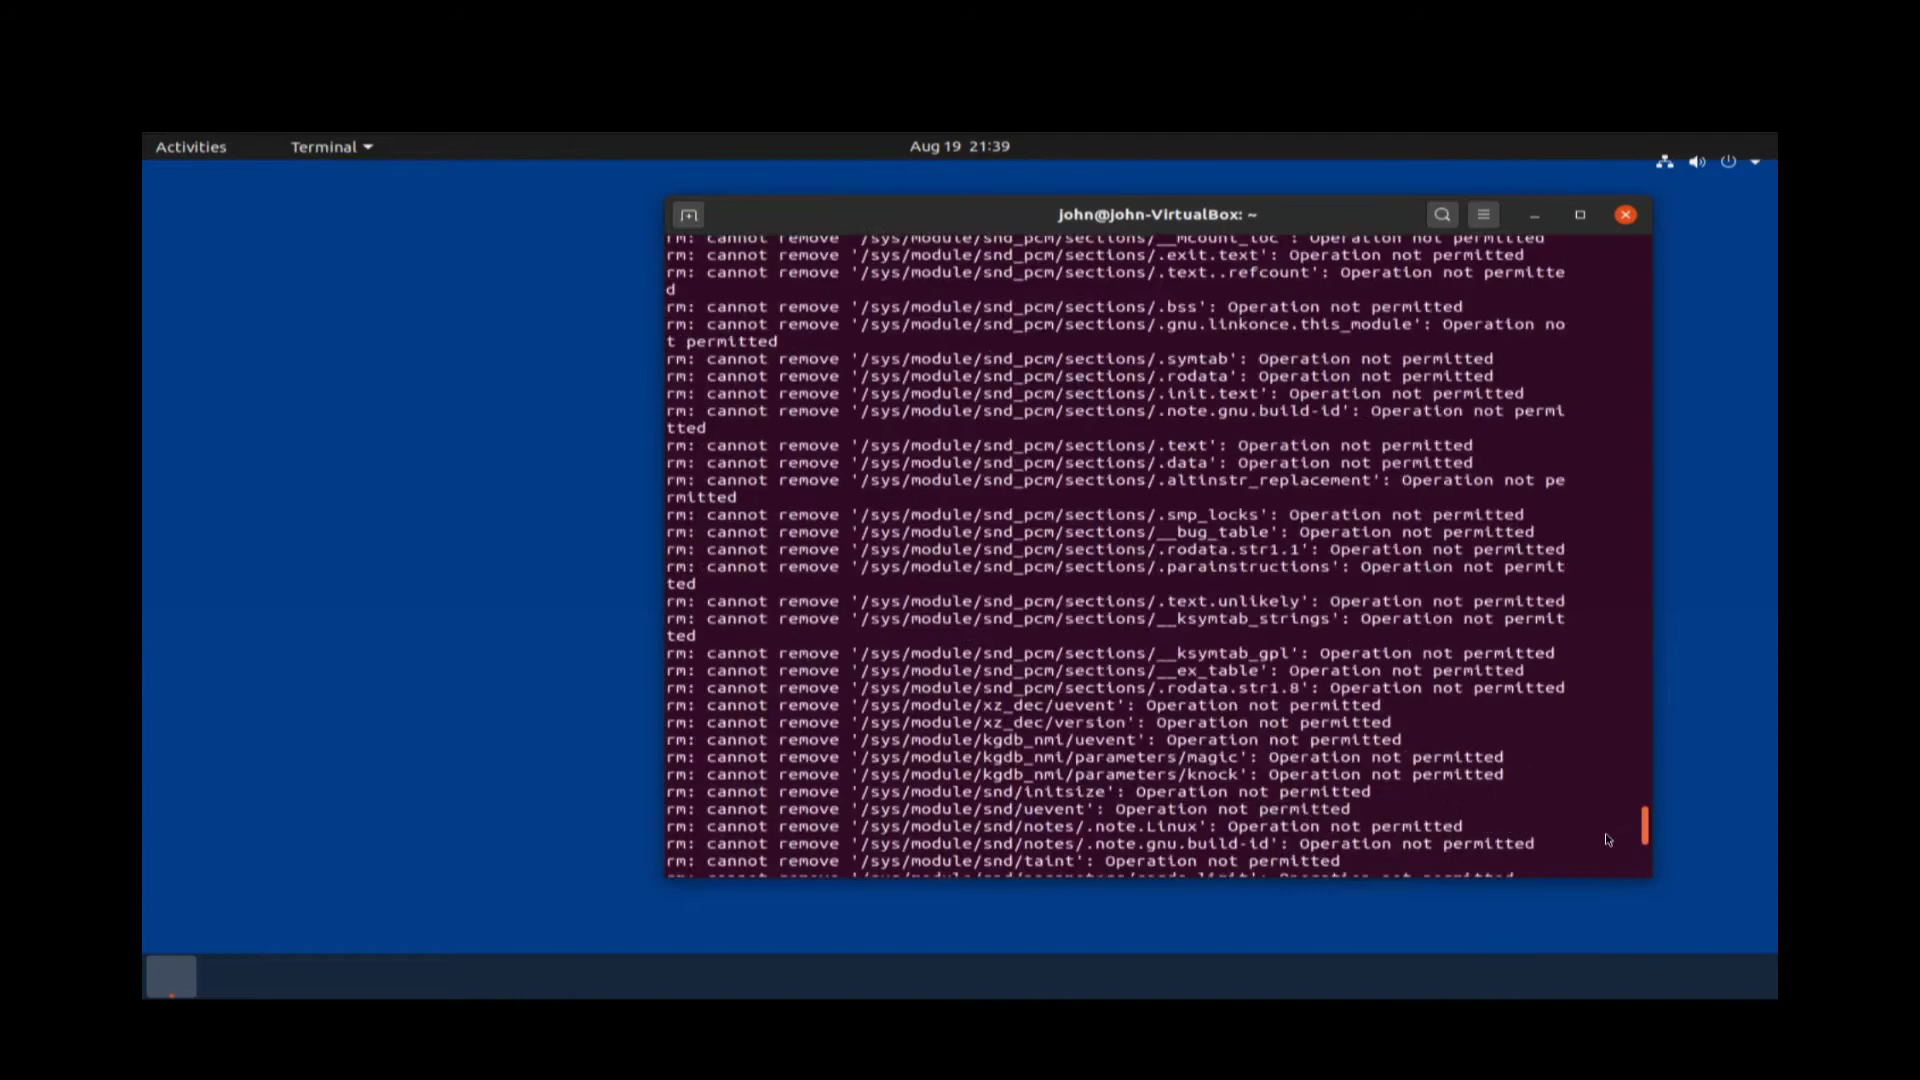 Activities Terminal Aug 19 21:39
john@john-VirtualBox: ~
rm: cannot remove '/sys/module/snd_pcm/sections/__mcount_loc': Operation not permitted
rm: cannot remove '/sys/module/snd_pcm/sections/.exit.text': Operation not permitted
rm: cannot remove '/sys/module/snd_pcm/sections/.text..refcount': Operation not permitte
d
rm: cannot remove '/sys/module/snd_pcm/sections/.bss': Operation not permitted
rm: cannot remove '/sys/module/snd_pcm/sections/.gnu.linkonce.this_module': Operation no
t permitted
rm: cannot remove '/sys/module/snd_pcm/sections/.symtab': Operation not permitted
rm: cannot remove '/sys/module/snd_pcm/sections/.rodata': Operation not permitted
rm: cannot remove '/sys/module/snd_pcm/sections/.init.text': Operation not permitted
rm: cannot remove '/sys/module/snd_pcm/sections/.note.gnu.build-id': Operation not permi
tted
rm: cannot remove '/sys/module/snd_pcm/sections/.text': Operation not permitted
rm: cannot remove '/sys/module/snd_pcm/sections/.data': Operation not permitted
rm: cannot remove '/sys/module/snd_pcm/sections/.altinstr_replacement': Operation not pe
rmitted
rm: cannot remove '/sys/module/snd_pcm/sections/.smp_locks': Operation not permitted
rm: cannot remove '/sys/module/snd_pcm/sections/__bug_table': Operation not permitted
rm: cannot remove '/sys/module/snd_pcm/sections/.rodata.str1.1': Operation not permitted
rm: cannot remove '/sys/module/snd_pcm/sections/.parainstructions': Operation not permit
ted
rm: cannot remove '/sys/module/snd_pcm/sections/.text.unlikely': Operation not permitted
rm: cannot remove '/sys/module/snd_pcm/sections/__ksymtab_strings': Operation not permit
ted
rm: cannot remove '/sys/module/snd_pcm/sections/__ksymtab_gpl': Operation not permitted
rm: cannot remove '/sys/module/snd_pcm/sections/__ex_table': Operation not permitted
rm: cannot remove '/sys/module/snd_pcm/sections/.rodata.str1.8': Operation not permitted
rm: cannot remove '/sys/module/xz_dec/uevent': Operation not permitted
rm: cannot remove '/sys/module/xz_dec/version': Operation not permitted
rm: cannot remove '/sys/module/kgdb_nmi/uevent': Operation not permitted
rm: cannot remove '/sys/module/kgdb_nmi/parameters/magic': Operation not permitted
rm: cannot remove '/sys/module/kgdb_nmi/parameters/knock': Operation not permitted
rm: cannot remove '/sys/module/snd/initsize': Operation not permitted
rm: cannot remove '/sys/module/snd/uevent': Operation not permitted
rm: cannot remove '/sys/module/snd/notes/.note.Linux': Operation not permitted
rm: cannot remove '/sys/module/snd/notes/.note.gnu.build-id': Operation not permitted
rm: cannot remove '/sys/module/snd/taint': Operation not permitted